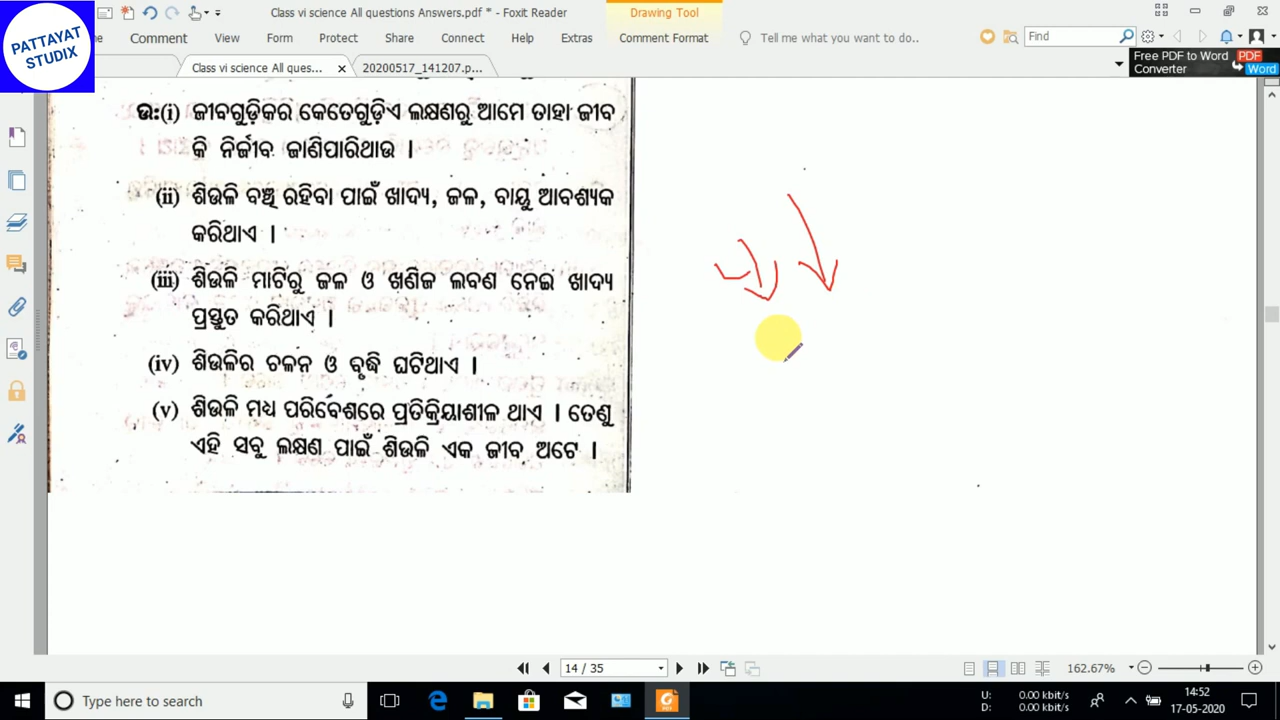 PATTAYAT
STUDIX
Class vi science All questions Answers.pdf * - Foxit Reader
Drawing Tool
Comment View Form Protect Share Connect Help Extras Comment Format Tell me what you want to do.. Find
Class vi science All ques... 20200517_141207.p...
Free PDF to Word
Converter
PDF
Word
ଉ:(i) ଜୀବଗୁଡ଼ିକର କେତେଗୁଡ଼ିଏ ଲକ୍ଷଣରୁ ଆମେ ତାହା ଜୀବ
କି ନିର୍ଜୀବ ଜାଣିପାରିଥାଉ ।
(ii) ଶିଉଳି ବଞ୍ଚି ରହିବା ପାଇଁ ଖାଦ୍ୟ, ଜଳ, ବାୟୁ ଆବଶ୍ୟକ
କରିଥାଏ ।
(iii) ଶିଉଳି ମାଟିରୁ ଜଳ ଓ ଖଣିଜ ଲବଣ ନେଇ ଖାଦ୍ୟ
ପ୍ରସ୍ତୁତ କରିଥାଏ ।
(iv) ଶିଉଳିର ଚଳନ ଓ ବୃଦ୍ଧି ଘଟିଥାଏ ।
(v) ଶିଉଳି ମଧ୍ୟ ପରିବେଶରେ ପ୍ରତିକ୍ରିୟାଶୀଳ ଥାଏ । ତେଣୁ
ଏହି ସବୁ ଲକ୍ଷଣ ପାଇଁ ଶିଉଳି ଏକ ଜୀବ ଅଟେ ।
14 / 35
162.67%
Type here to search
U: 0.00 kbit/s
D: 0.00 kbit/s
14:52
17-05-2020